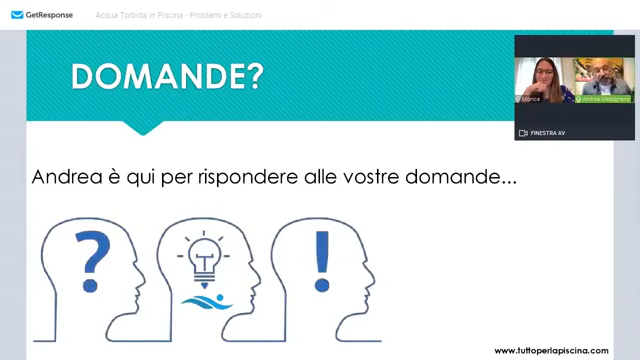 GetResponse
Acqua Torbida in Piscina - Problemi e Soluzioni
DOMANDE?
Monica
FINESTRA AV
Andrea è qui per rispondere alle vostre domande...
?
!
www.tuttoperlapiscina.com